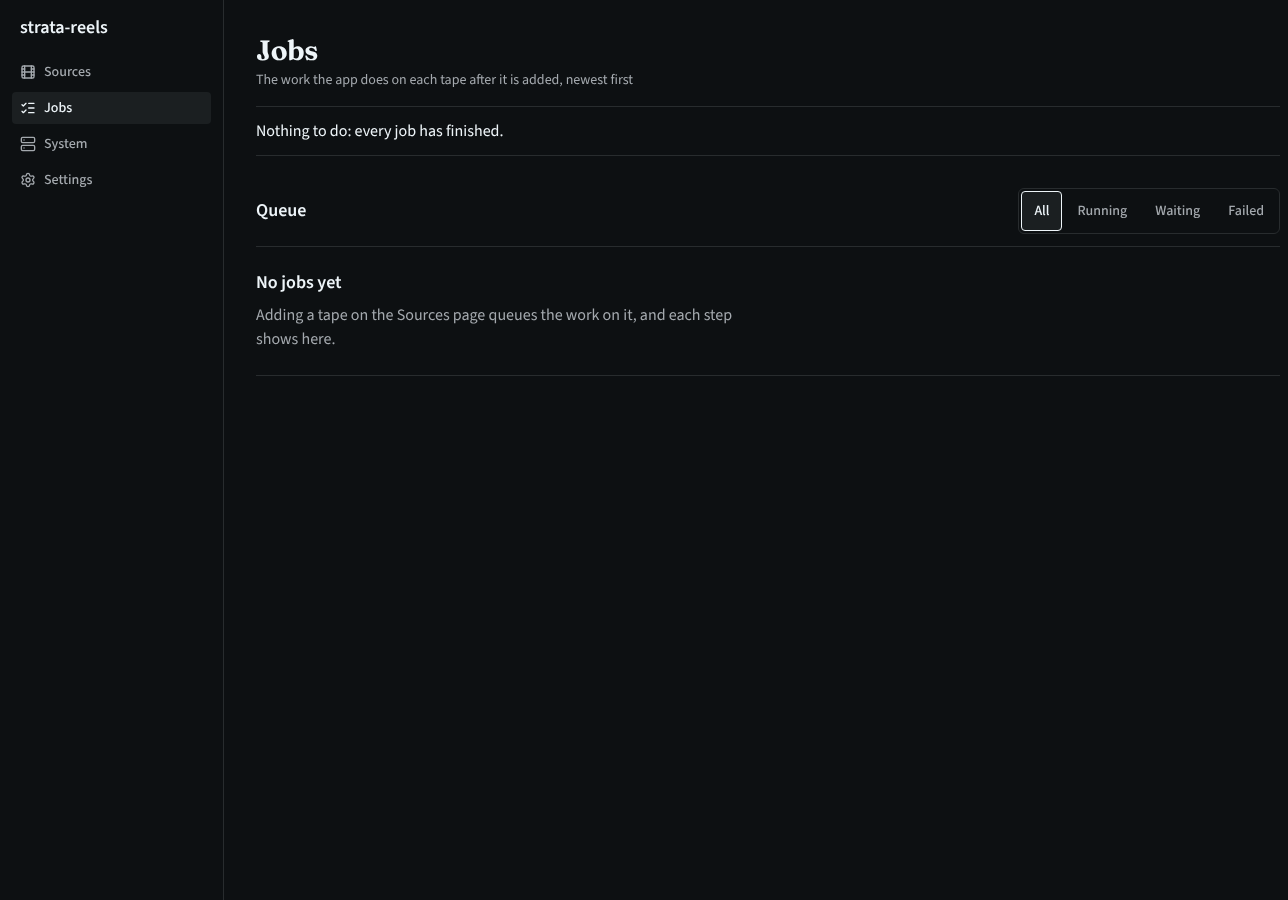 strata-reels
Sources
Jobs
System
Settings
Jobs
The work the app does on each tape after it is added, newest first
Nothing to do: every job has finished.
Queue
All
Running
Waiting
Failed
No jobs yet
Adding a tape on the Sources page queues the work on it, and each step
shows here.